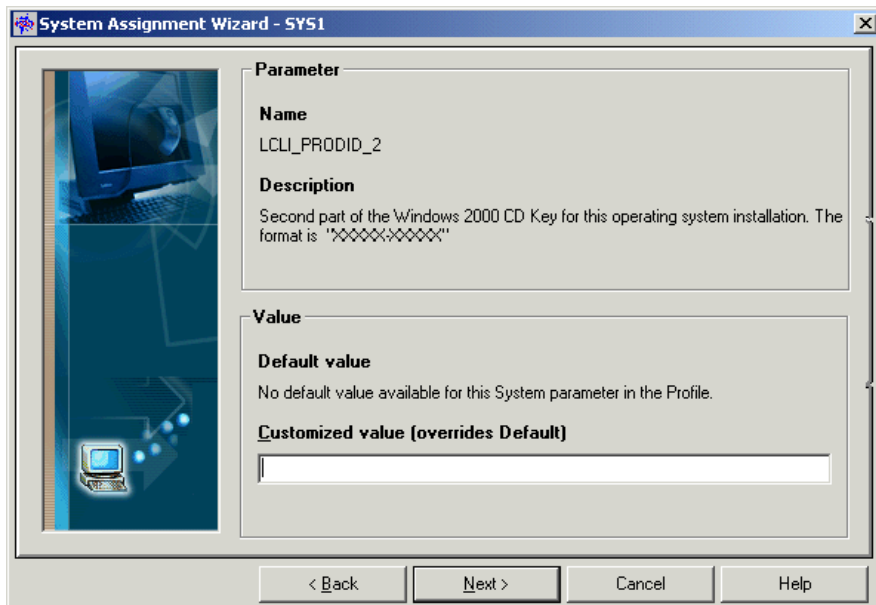 System Assignment Wizard - SYS1
Parameter
Name
LCLI_PRODID_2
Description
Second part of the Windows 2000 CD Key for this operating system installation. The
format is "XXXXX-XXXXX"
Value
Default value
No default value available for this System parameter in the Profile.
Customized value (overrides Default)
< Back
Next >
Cancel
Help